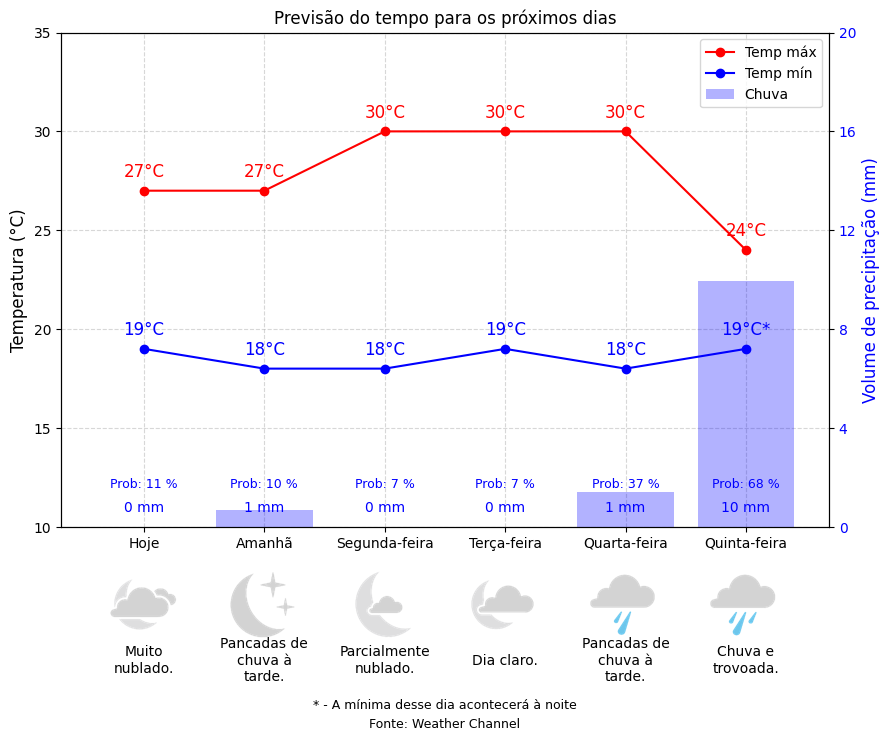 Previsão do tempo para os próximos dias
Temperatura (°C)
Volume de precipitação (mm)
35
30
25
20
15
10
20
16
12
8
4
0
Temp máx
Temp mín
Chuva
27°C
27°C
30°C
30°C
30°C
24°C
19°C
18°C
18°C
19°C
18°C
19°C*
Prob: 11 %
Prob: 10 %
Prob: 7 %
Prob: 7 %
Prob: 37 %
Prob: 68 %
0 mm
1 mm
0 mm
0 mm
1 mm
10 mm
Hoje
Amanhã
Segunda-feira
Terça-feira
Quarta-feira
Quinta-feira
Muito
nublado.
Pancadas de
chuva à
tarde.
Parcialmente
nublado.
Dia claro.
Pancadas de
chuva à
tarde.
Chuva e
trovoada.
* - A mínima desse dia acontecerá à noite
Fonte: Weather Channel